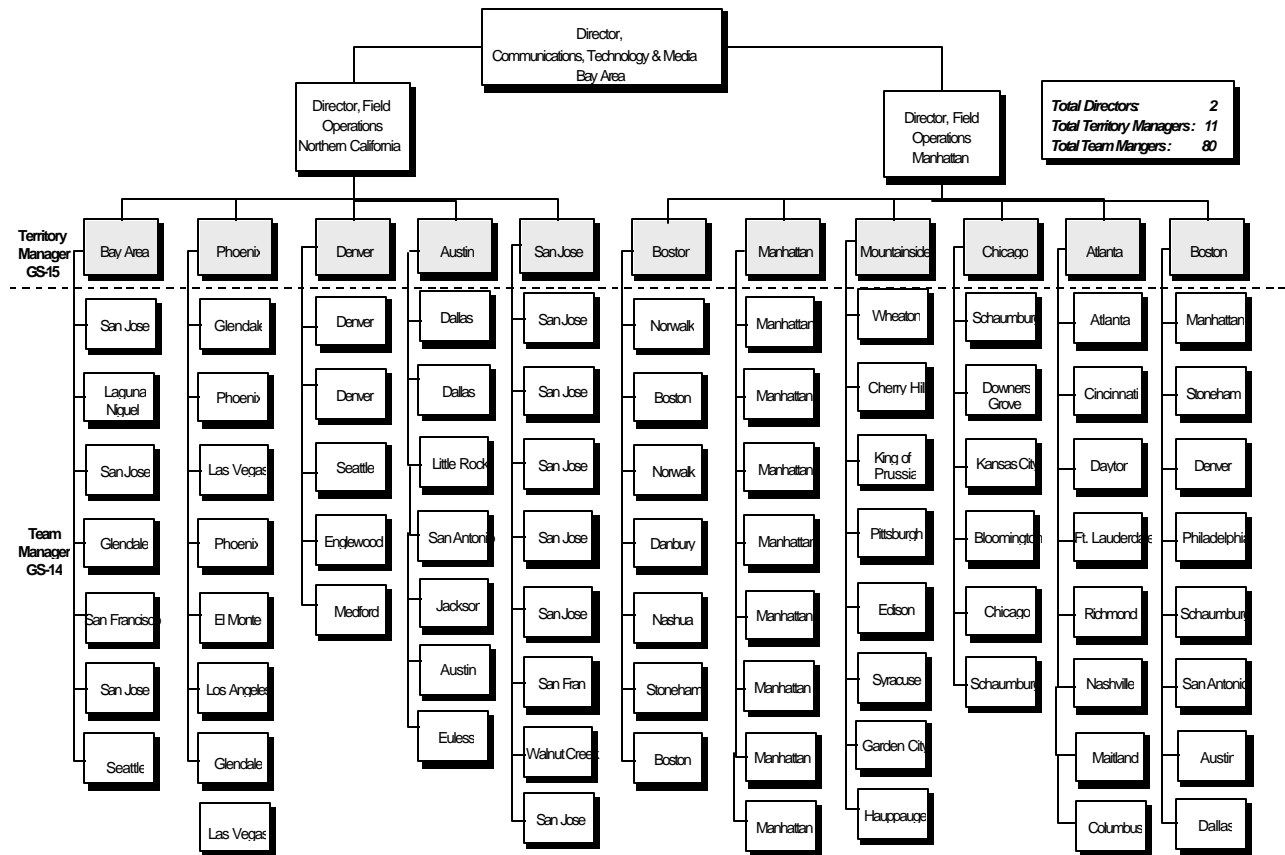 Director,
Communications, Technology & Media
Bay Area
Director, Field
Operations
Northern California
Director, Field
Operations
Manhattan
Total Directors: 2
Total Territory Managers: 11
Total Team Mangers: 80
Territory
Manager
GS-15
Bay Area
Phoenix
Denver
Austin
San Jose
Boston
Manhattan
Mountainside
Chicago
Atlanta
Boston
Team
Manager
GS-14
San Jose
Laguna
Niguel
San Jose
Glendale
San Francisco
San Jose
Seattle
Glendale
Phoenix
Las Vegas
Phoenix
El Monte
Los Angeles
Glendale
Las Vegas
Denver
Denver
Seattle
Englewood
Medford
Dallas
Dallas
Little Rock
San Antonio
Jackson
Austin
Euless
San Jose
San Jose
San Jose
San Jose
San Jose
San Fran
Walnut Creek
San Jose
Norwalk
Boston
Norwalk
Danbury
Nashua
Stoneham
Boston
Manhattan
Manhattan
Manhattan
Manhattan
Manhattan
Manhattan
Manhattan
Manhattan
Wheaton
Cherry Hill
King of
Prussia
Pittsburgh
Edison
Syracuse
Garden City
Hauppauge
Schaumburg
Downers
Grove
Kansas City
Bloomington
Chicago
Schaumburg
Atlanta
Cincinnati
Dayton
Ft. Lauderdale
Richmond
Nashville
Maitland
Columbus
Manhattan
Stoneham
Denver
Philadelphia
Schaumburg
San Antonio
Austin
Dallas